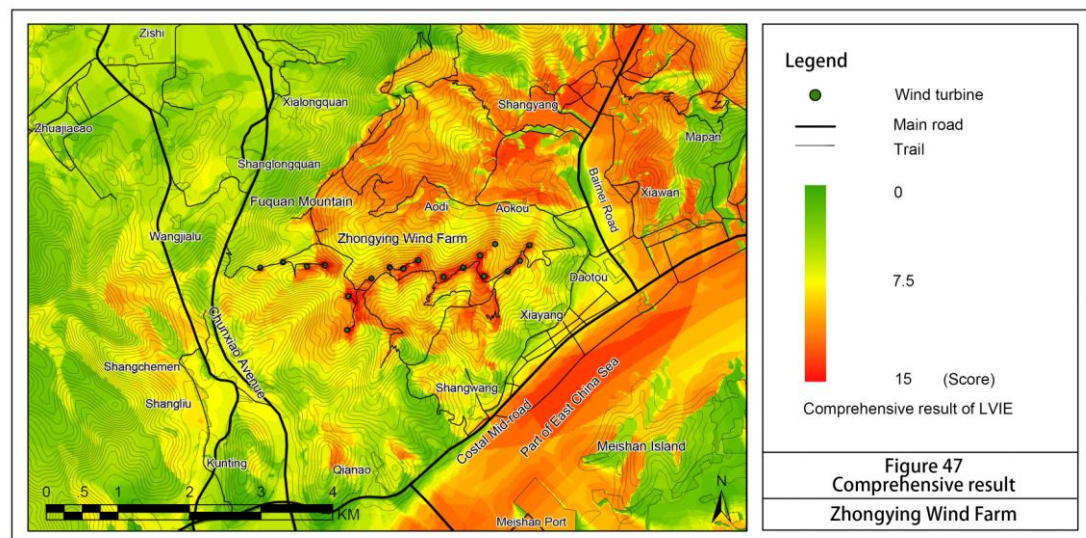 Zishi
Zhuajiacao
Xialongquan
Shangyang
Mapan
Shanglongquan
Baimei Road
Xiawan
Fuquan Mountain
Aodi
Aokou
Wangjialu
Zhongying Wind Farm
Daotou
Chunxiao Avenue
Xiayang
Shangchemen
Shangwang
Shangliu
Costal Mid-road
Part of East China Sea
Meishan Island
Kunting
Qianao
Meishan Port
0 .5 1 2 3 4
KM
N
Legend
Wind turbine
Main road
Trail
0
7.5
15 (Score)
Comprehensive result of LVIE
Figure 47
Comprehensive result
Zhongying Wind Farm